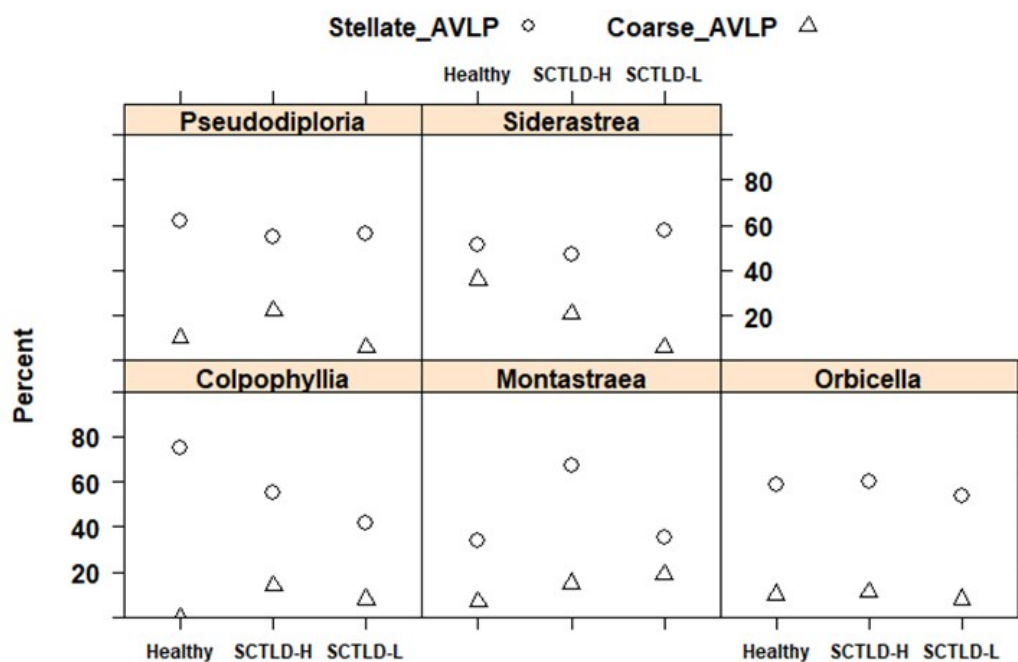 Stellate_AVLP Coarse_AVLP
Healthy SCTLD-H SCTLD-L
Pseudodiploria Siderastrea
80
60
40
20
Percent
Colpophyllia Montastraea Orbicella
80
60
40
20
Healthy SCTLD-H SCTLD-L Healthy SCTLD-H SCTLD-L